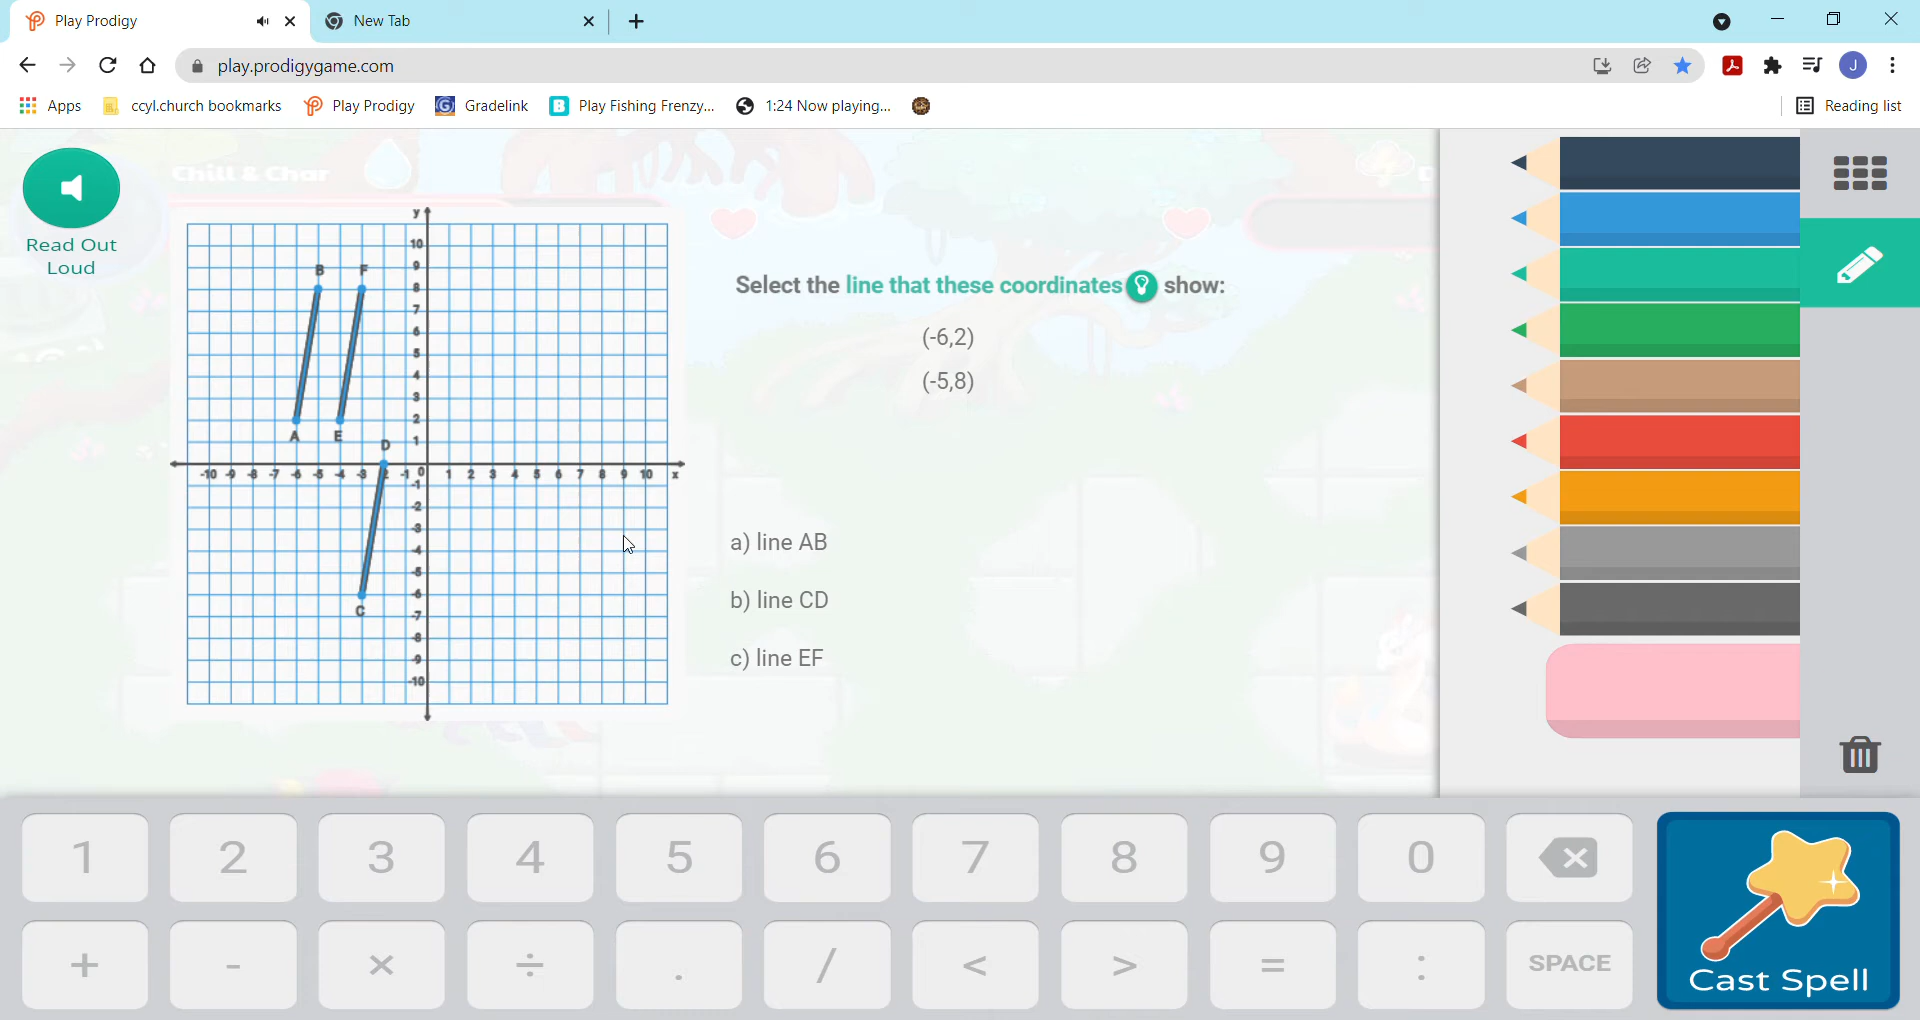 Play Prodigy
New Tab
play.prodigygame.com
J
Apps
ccyl.church bookmarks
Play Prodigy
Gradelink
Play Fishing Frenzy...
1:24 Now playing...
Reading list
Read Out
Loud
Chill & Char
y
10
9
8
7
6
5
4
3
2
1
B F
A E
D
-10 -9 -8 -7 -6 -5 -4 -3 -1 0 1 2 3 4 5 6 7 8 9 10 x
-1
-2
-3
-4
-5
-6
-7
-8
-9
-10
C
Select the line that these coordinates show:
(-6,2)
(-5,8)
a) line AB
b) line CD
c) line EF
1 2 3 4 5 6 7 8 9 0
+ - × ÷ . / < > = : SPACE
Cast Spell